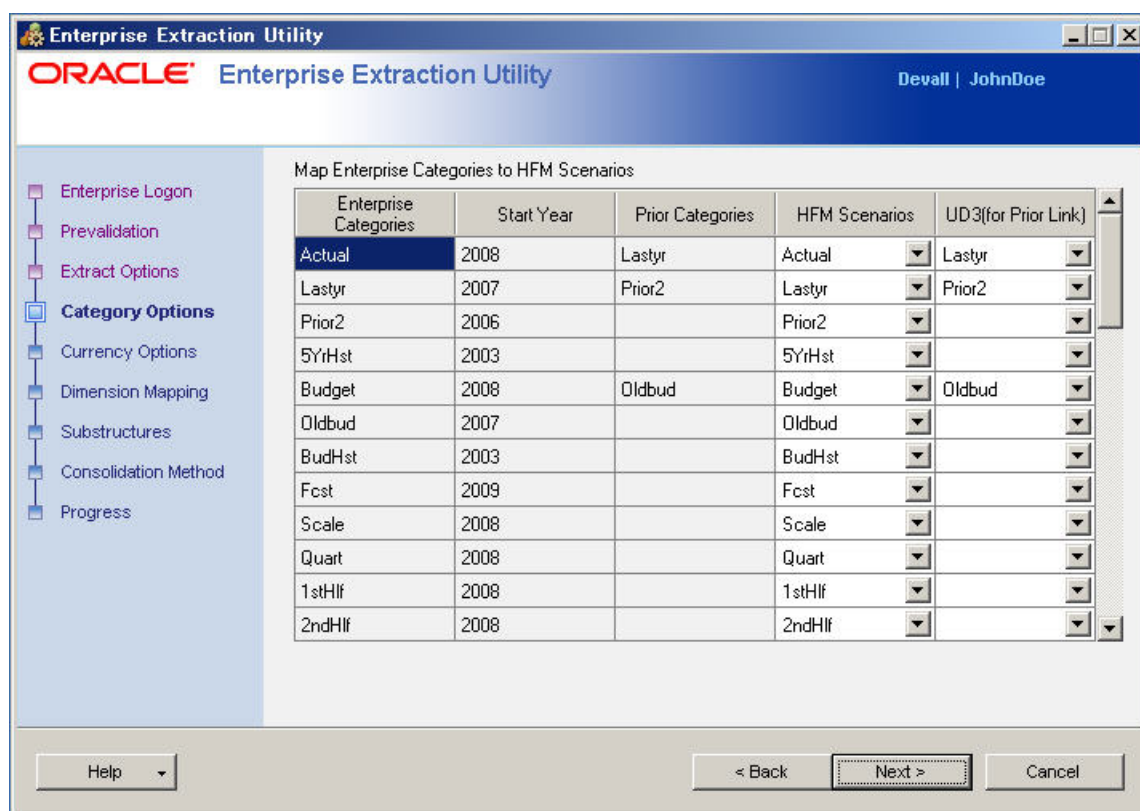 Enterprise Extraction Utility
ORACLE Enterprise Extraction Utility
Devall | JohnDoe
Enterprise Logon
Prevalidation
Extract Options
Category Options
Currency Options
Dimension Mapping
Substructures
Consolidation Method
Progress
Map Enterprise Categories to HFM Scenarios
Enterprise Categories Start Year Prior Categories HFM Scenarios UD3(for Prior Link)
Actual 2008 Lastyr Actual Lastyr
Lastyr 2007 Prior2 Lastyr Prior2
Prior2 2006 Prior2
5YrHst 2003 5YrHst
Budget 2008 Oldbud Budget Oldbud
Oldbud 2007 Oldbud
BudHst 2003 BudHst
Fcst 2009 Fcst
Scale 2008 Scale
Quart 2008 Quart
1stHlf 2008 1stHlf
2ndHlf 2008 2ndHlf
Help
< Back
Next >
Cancel